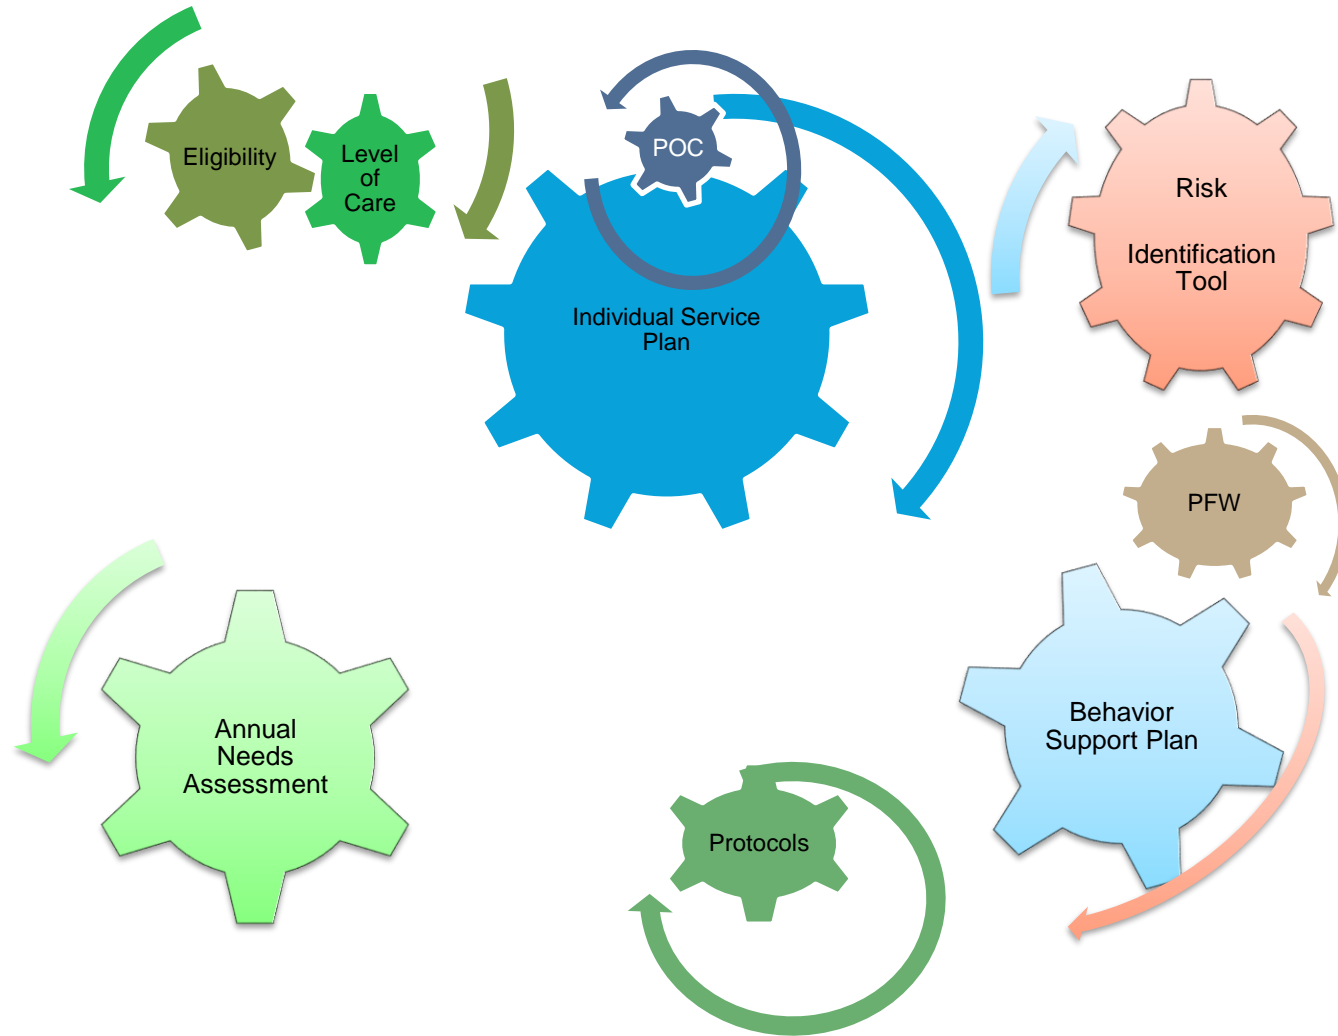 Eligibility
Level
of
Care
POC
Individual Service
Plan
Risk
Identification
Tool
PFW
Behavior
Support Plan
Annual
Needs
Assessment
Protocols